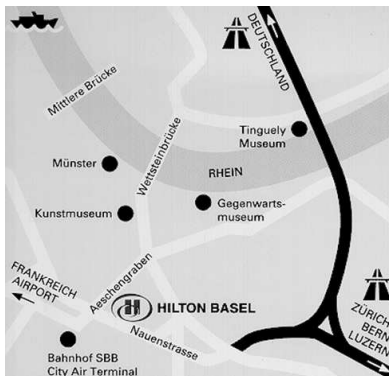 DEUTSCHLAND
Mittlere Brücke
Wettsteinbrücke
Tinguely
Museum
Münster
RHEIN
Kunstmuseum
Gegenwarts-
museum
FRANKREICH
AIRPORT
Aeschengraben
HILTON BASEL
Nauenstrasse
ZÜRICH
BERN
LUZERN
Bahnhof SBB
City Air Terminal